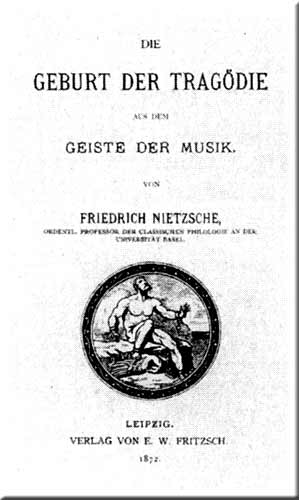 DIE
GEBURT DER TRAGÖDIE
AUS DEM
GEISTE DER MUSIK.
VON
FRIEDRICH NIETZSCHE,
ORDENTL. PROFESSOR DER CLASSISCHEN PHILOLOGIE AN DER
UNIVERSITÄT BASEL.
LEIPZIG.
VERLAG VON E. W. FRITZSCH.
1872.